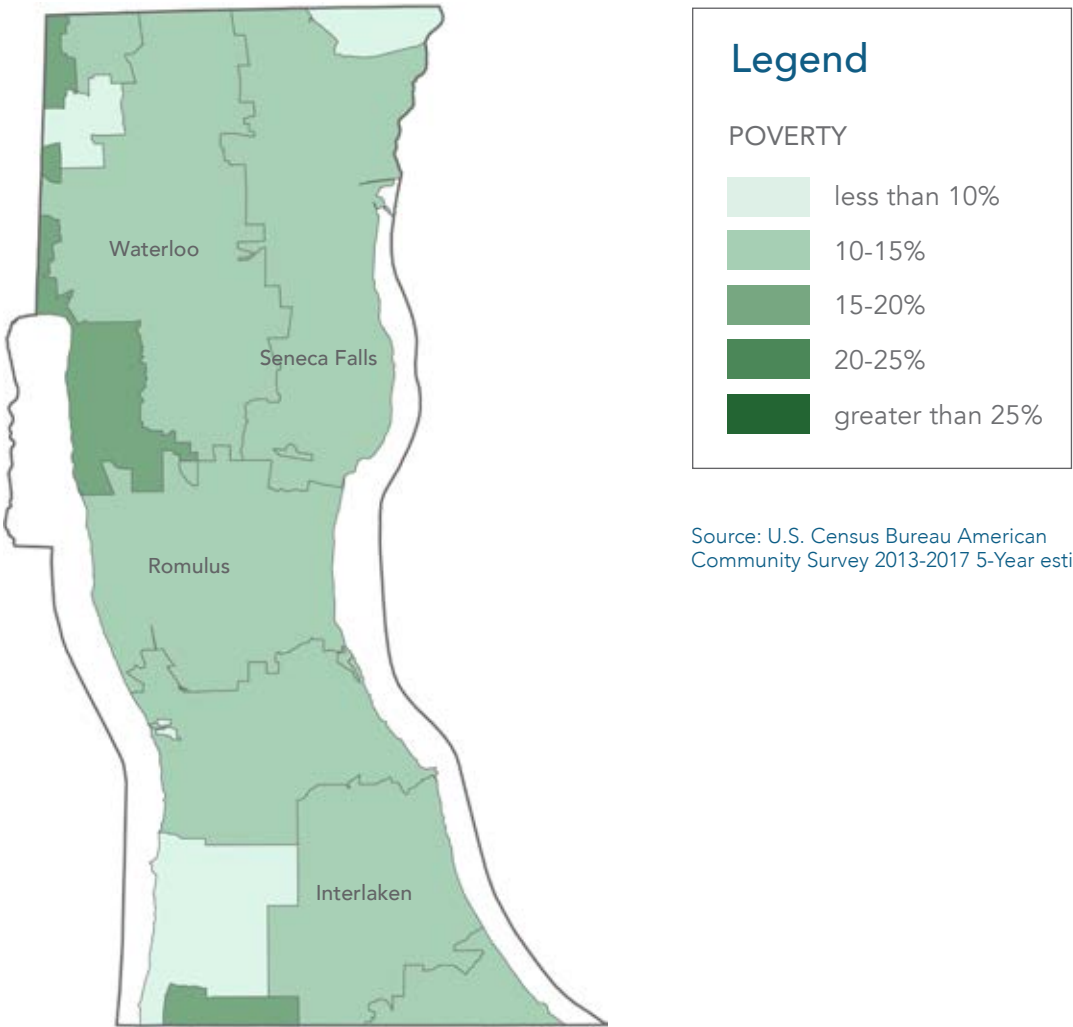 Waterloo
Seneca Falls
Romulus
Interlaken
Legend
POVERTY
less than 10%
10-15%
15-20%
20-25%
greater than 25%
Source: U.S. Census Bureau American
Community Survey 2013-2017 5-Year esti